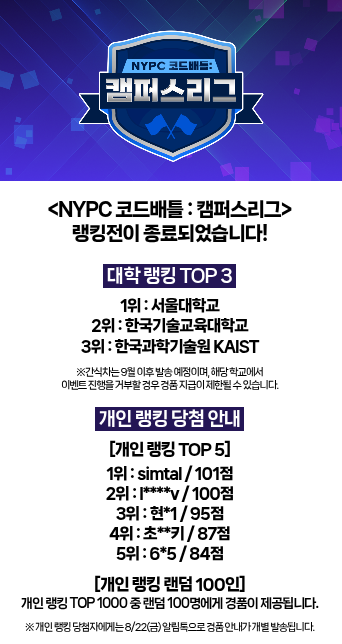 NYPC 코드배틀:
캠퍼스리그
<NYPC 코드배틀 : 캠퍼스리그>
랭킹전이 종료되었습니다!
대학 랭킹 TOP 3
1위 : 서울대학교
2위 : 한국기술교육대학교
3위 : 한국과학기술원 KAIST
※간식차는 9월 이후 발송 예정이며, 해당 학교에서
이벤트 진행을 거부할 경우 경품 지급이 제한될 수 있습니다.
개인 랭킹 당첨 안내
[개인 랭킹 TOP 5]
1위 : simtal / 101점
2위 : l****v / 100점
3위 : 현*1 / 95점
4위 : 초**키 / 87점
5위 : 6*5 / 84점
[개인 랭킹 랜덤 100인]
개인 랭킹 TOP 1000 중 랜덤 100명에게 경품이 제공됩니다.
※ 개인 랭킹 당첨자에게는 8/22(금) 알림톡으로 경품 안내가 개별 발송됩니다.